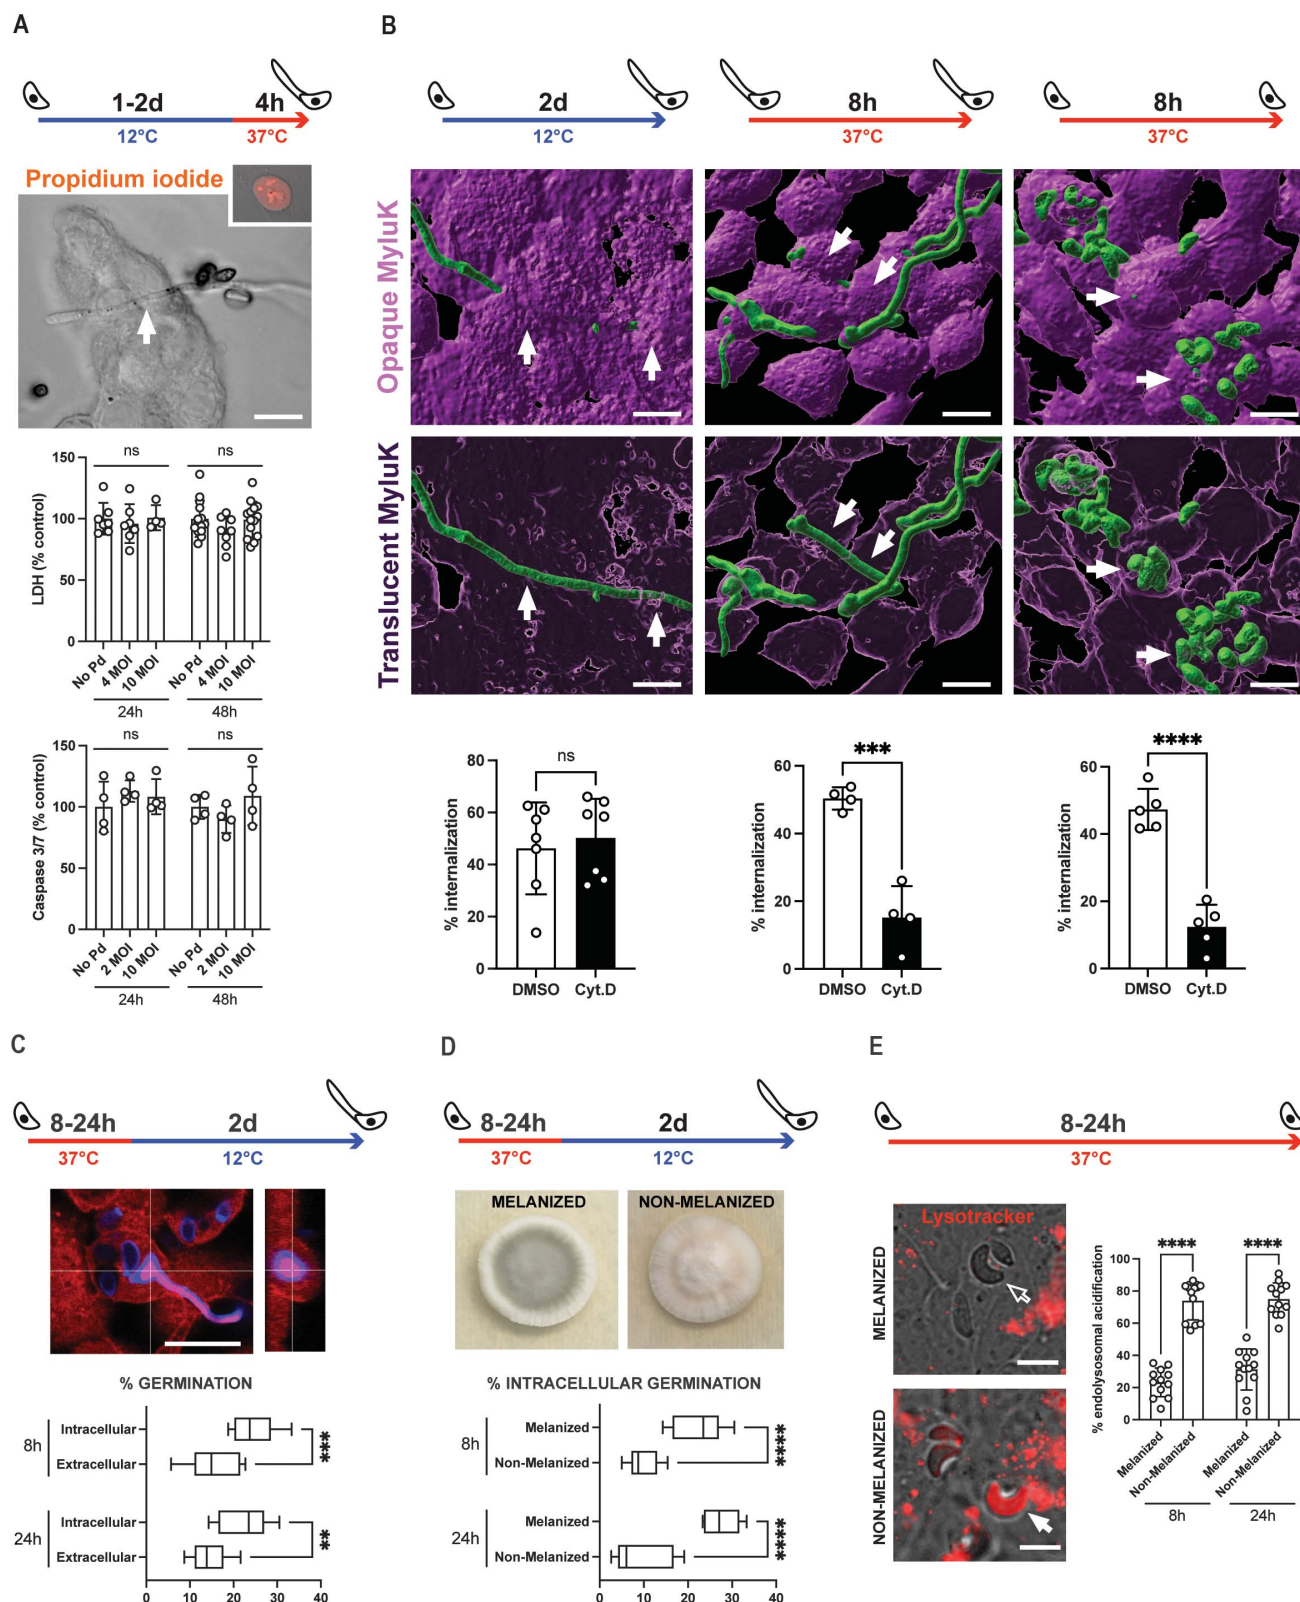 A
1-2d
4h
12°C
37°C
Propidium iodide
150
100
50
0
LDH (% control)
ns
ns
No Pd
4 MOI
10 MOI
No Pd
4 MOI
10 MOI
24h
48h
150
100
50
0
Caspase 3/7 (% control)
ns
ns
No Pd
2 MOI
10 MOI
No Pd
2 MOI
10 MOI
24h
48h
B
2d
12°C
8h
37°C
8h
37°C
Opaque MyluK
Translucent MyluK
80
60
40
20
0
% internalization
ns
DMSO
Cyt.D
60
40
20
0
% internalization
***
DMSO
Cyt.D
60
40
20
0
% internalization
****
DMSO
Cyt.D
C
8-24h
2d
37°C
12°C
% GERMINATION
8h
Intracellular
Extracellular
***
24h
Intracellular
Extracellular
**
0 10 20 30 40
D
8-24h
2d
37°C
12°C
MELANIZED
NON-MELANIZED
% INTRACELLULAR GERMINATION
8h
Melanized
Non-Melanized
****
24h
Melanized
Non-Melanized
****
0 10 20 30 40
E
8-24h
37°C
Lysotracker
MELANIZED
NON-MELANIZED
100
80
60
40
20
0
% endolysosomal acidification
****
****
Melanized
Non-Melanized
Melanized
Non-Melanized
8h
24h